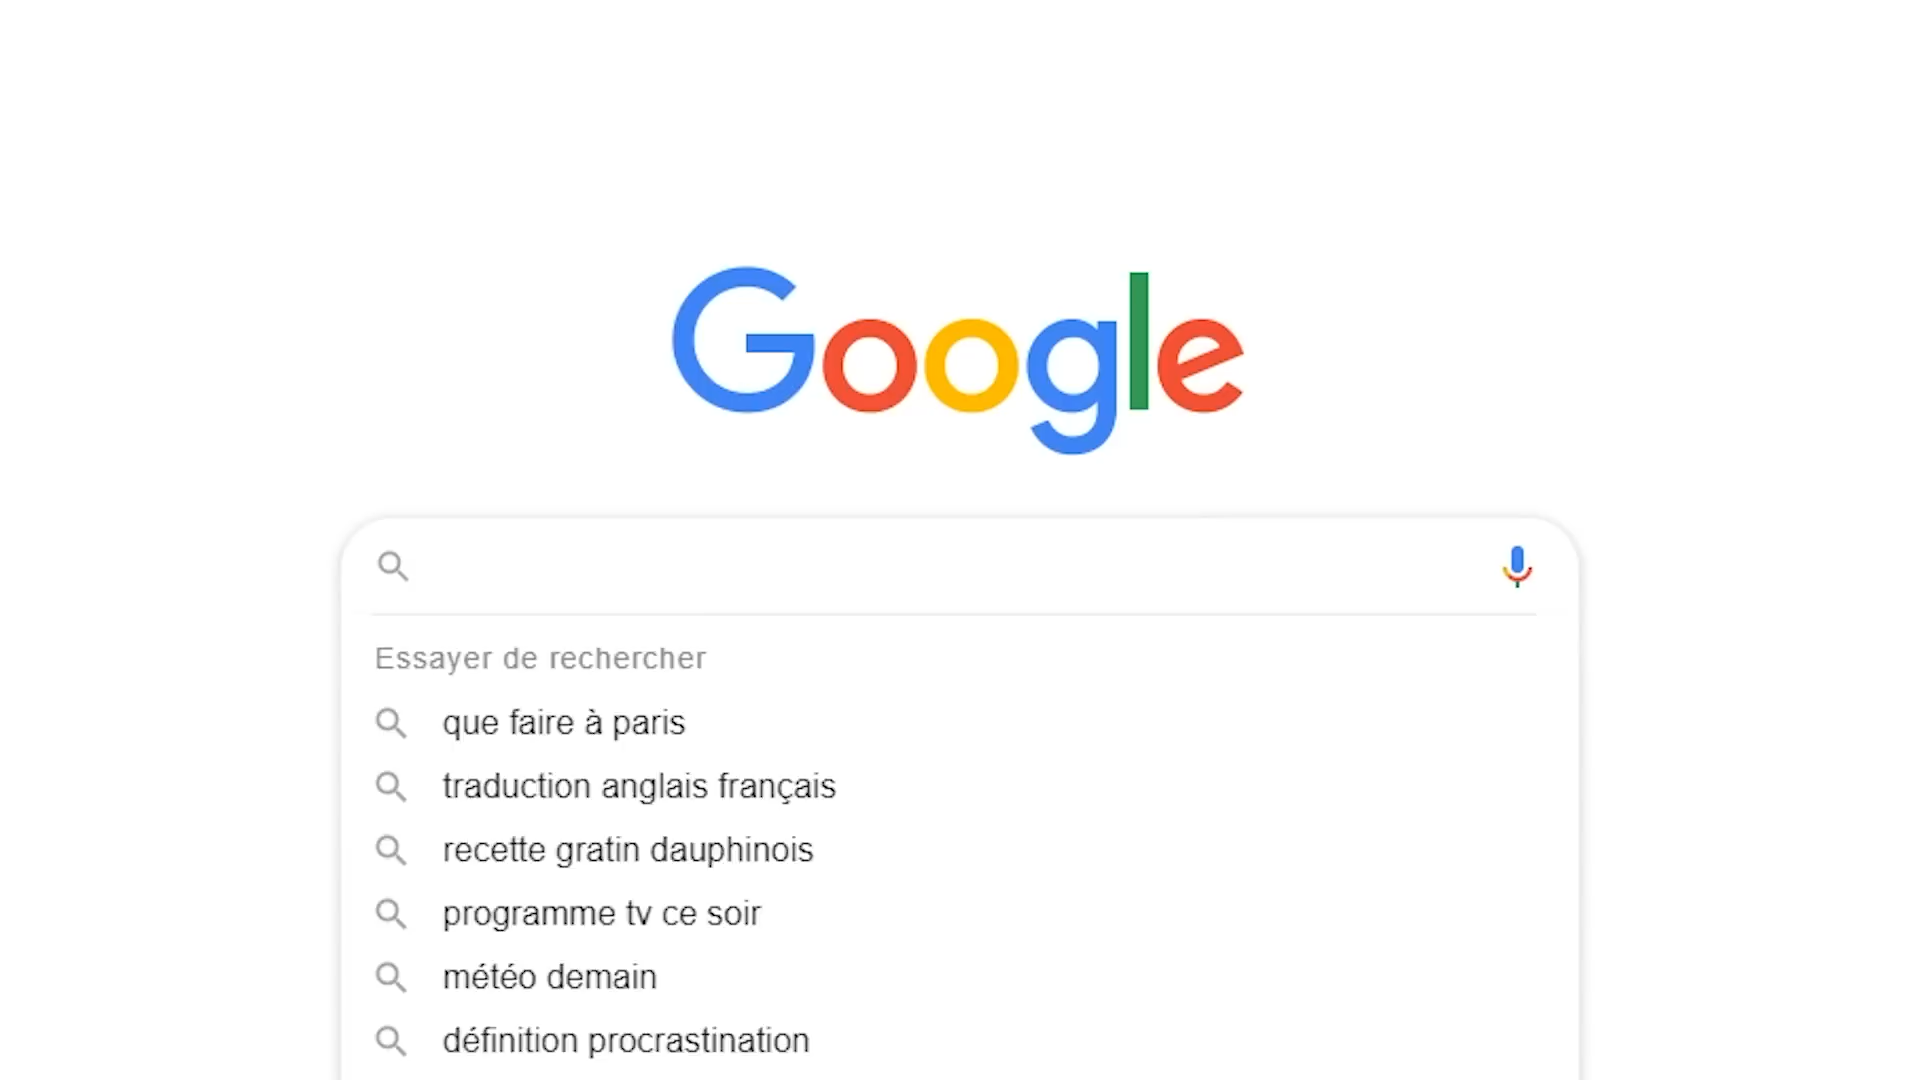 Google
Essayer de rechercher
que faire à paris
traduction anglais français
recette gratin dauphinois
programme tv ce soir
météo demain
définition procrastination